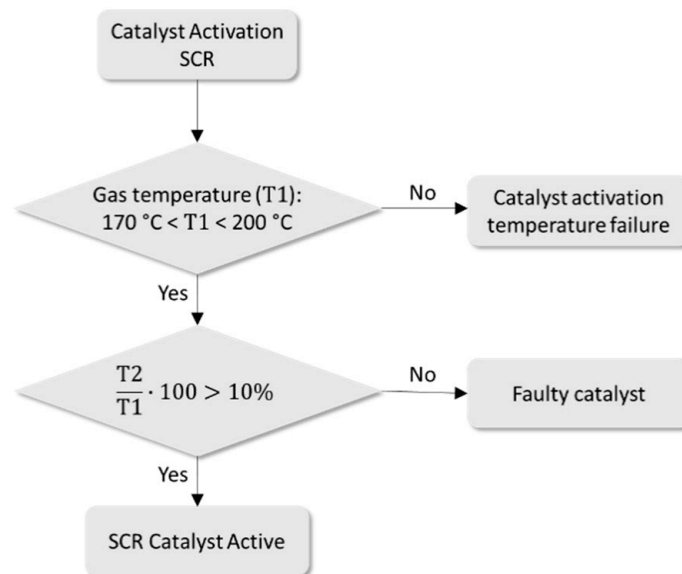 Catalyst Activation
SCR
Gas temperature (T1):
170 °C < T1 < 200 °C
No
Catalyst activation
temperature failure
Yes
T2
T1
· 100 > 10%
No
Faulty catalyst
Yes
SCR Catalyst Active